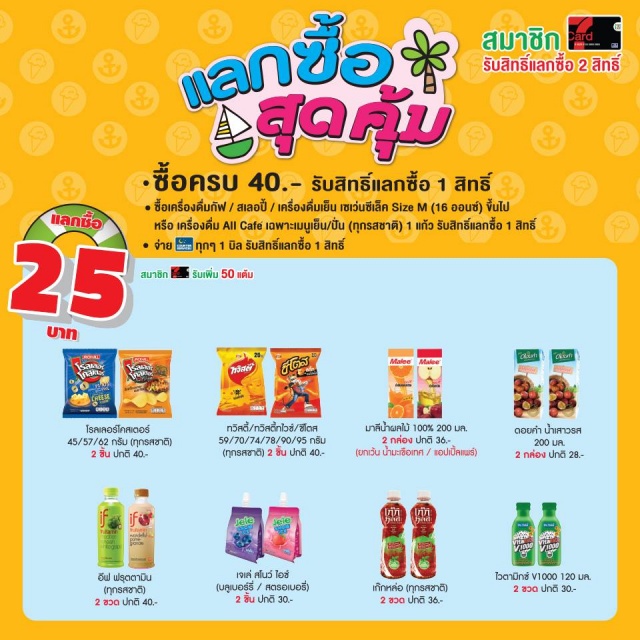 สมาชิก 7 Card
รับสิทธิ์แลกซื้อ 2 สิทธิ์
แลกซื้อ
สุดคุ้ม
• ซื้อครบ 40.- รับสิทธิ์แลกซื้อ 1 สิทธิ์
• ซื้อเครื่องดื่มกัฟ / สเลอปี้ / เครื่องดื่มเย็น เซเว่นซีเล็ค Size M (16 ออนซ์) ขึ้นไป
หรือ เครื่องดื่ม All Cafe เฉพาะเมนูเย็น/ปั่น (ทุกรสชาติ) 1 แก้ว รับสิทธิ์แลกซื้อ 1 สิทธิ์
• จ่าย ทุกๆ 1 บิล รับสิทธิ์แลกซื้อ 1 สิทธิ์
แลกซื้อ
25
บาท
สมาชิก รับเพิ่ม 50 แต้ม
โรลเลอร์โคสเตอร์
45/57/62 กรัม (ทุกรสชาติ)
2 ชิ้น ปกติ 40.-
ทวิสตี้/ทวิสตี้ทไวซ์/ชีโตส
59/70/74/78/90/95 กรัม
(ทุกรสชาติ) 2 ชิ้น ปกติ 40.-
Malee Malee
มาลีน้ำผลไม้ 100% 200 มล.
2 กล่อง ปกติ 36.-
(ยกเว้น น้ำมะเขือเทศ / แอปเปิ้ลแพร์)
ดอยคำ น้ำเสาวรส
200 มล.
2 กล่อง ปกติ 28.-
if if
อีฟ ฟรุตตามิน
(ทุกรสชาติ)
2 ขวด ปกติ 40.-
Jele Jele
เจเล่ สโนว์ ไอซ์
(บลูเบอร์รี่ / สตรอเบอรี่)
2 ชิ้น ปกติ 30.-
เก๊กหล่อ (ทุกรสชาติ)
2 ขวด ปกติ 36.-
V1000 V1000
ไวตามิกซ์ V1000 120 มล.
2 ขวด ปกติ 30.-